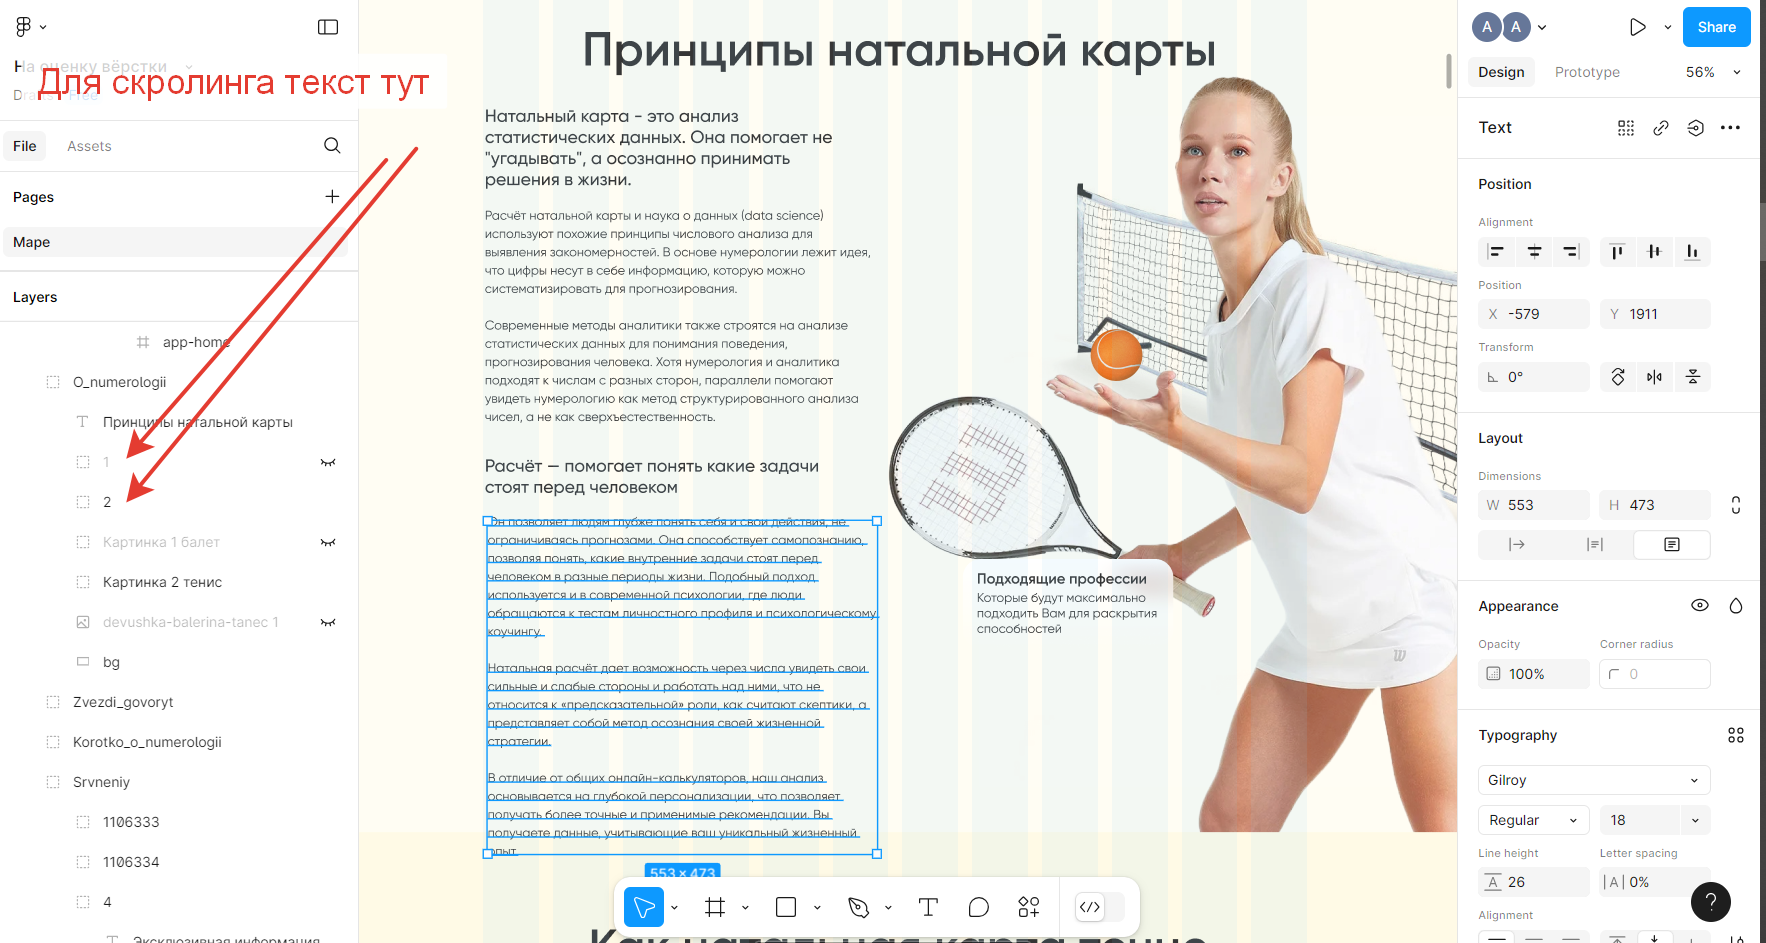 На оценку вёрстки
Drafts
Free
Для скролинга текст тут
File
Assets
Pages
Mape
Layers
app-home
O_numerologii
Принципы натальной карты
1
2
Картинка 1 балет
Картинка 2 тенис
devushka-balerina-tanec 1
bg
Zvezdi_govoryt
Korotko_o_numerologii
Srvneniy
1106333
1106334
4
Эксклюзивная информация
Принципы натальной карты
Натальный карта - это анализ
статистических данных. Она помогает не
"угадывать", а осознанно принимать
решения в жизни.
Расчёт натальной карты и наука о данных (data science)
используют похожие принципы числового анализа для
выявления закономерностей. В основе нумерологии лежит идея,
что цифры несут в себе информацию, которую можно
систематизировать для прогнозирования.
Современные методы аналитики также строятся на анализе
статистических данных для понимания поведения,
прогнозирования человека. Хотя нумерология и аналитика
подходят к числам с разных сторон, параллели помогают
увидеть нумерологию как метод структурированного анализа
чисел, а не как сверхъестественность.
Расчёт — помогает понять какие задачи
стоят перед человеком
Он позволяет людям глубже понять себя и свои действия, не
ограничиваясь прогнозами. Она способствует самопознанию,
позволяя понять, какие внутренние задачи стоят перед
человеком в разные периоды жизни. Подобный подход
используется и в современной психологии, где люди
обращаются к тестам личностного профиля и психологическому
коучингу.
Натальная расчёт дает возможность через числа увидеть свои
сильные и слабые стороны и работать над ними, что не
относится к «предсказательной» роли, как считают скептики, а
представляет собой метод осознания своей жизненной
стратегии.
В отличие от общих онлайн-калькуляторов, наш анализ
основывается на глубокой персонализации, что позволяет
получать более точные и применимые рекомендации. Вы
получаете данные, учитывающие ваш уникальный жизненный
опыт.
553 × 473
Подходящие профессии
Которые будут максимально
подходить Вам для раскрытия
способностей
Как натальная карта точно
A
A
Share
Design
Prototype
56%
Text
Position
Alignment
Position
X -579
Y 1911
Transform
0°
Layout
Dimensions
W 553
H 473
Appearance
Opacity
Corner radius
100%
0
Typography
Gilroy
Regular
18
Line height
Letter spacing
26
0%
Alignment
?